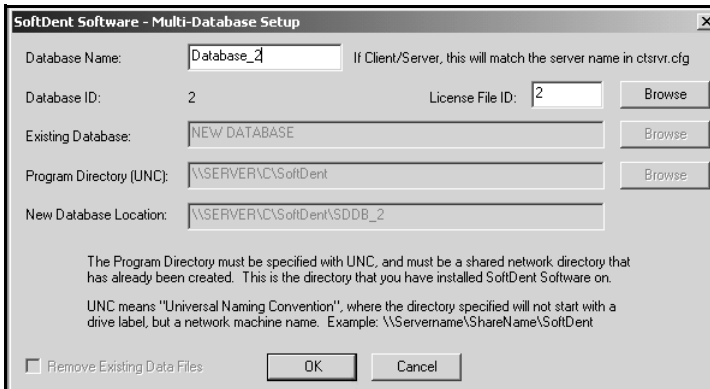 SoftDent Software - Multi-Database Setup
Database Name: Database_2 If Client/Server, this will match the server name in ctsrvr.cfg
Database ID: 2 License File ID: 2 Browse
Existing Database: NEW DATABASE Browse
Program Directory (UNC): \\SERVER\C\SoftDent Browse
New Database Location: \\SERVER\C\SoftDent\SDDB_2
The Program Directory must be specified with UNC, and must be a shared network directory that
has already been created. This is the directory that you have installed SoftDent Software on.
UNC means "Universal Naming Convention", where the directory specified will not start with a
drive label, but a network machine name. Example: \\Servername\ShareName\SoftDent
Remove Existing Data Files OK Cancel